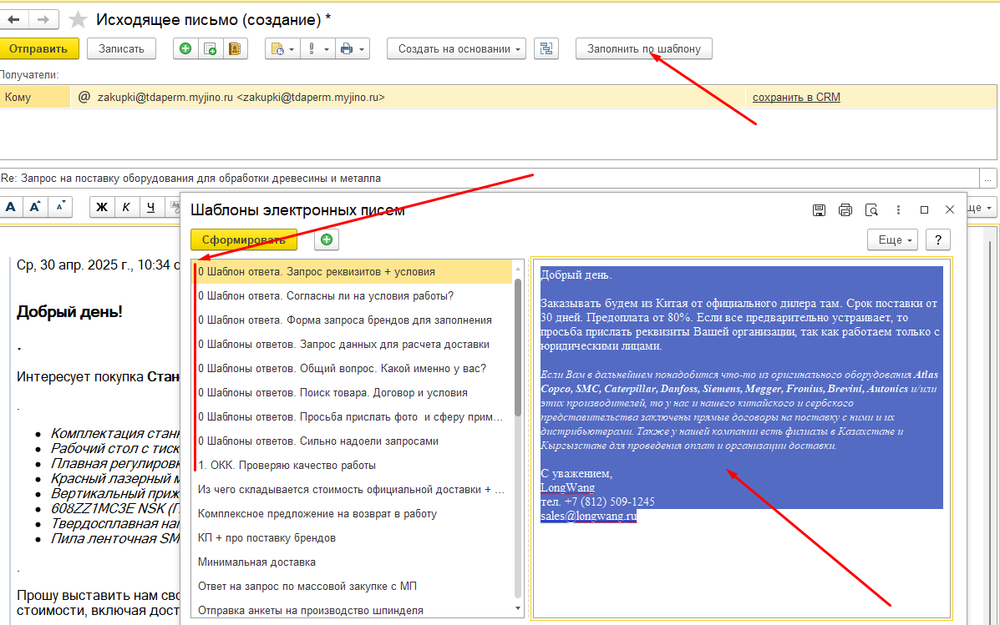 Исходящее письмо (создание) *
Отправить
Записать
Создать на основании
Заполнить по шаблону
Получатели:
Кому
@ zakupki@tdaperm.myjino.ru <zakupki@tdaperm.myjino.ru>
сохранить в CRM
Re: Запрос на поставку оборудования для обработки древесины и металла
...
А А А Ж К Ч
ще
Ср, 30 апр. 2025 г., 10:34 о
Добрый день!
.
Интересует покупка Стан
.
Комплектация станк
Рабочий стол с тиск
Плавная регулировк
Красный лазерный м
Вертикальный приж
608ZZ1MC3E NSK (П
Твердосплавная нап
Пила ленточная SM
.
Прошу выставить нам сво
стоимости, включая дост
Шаблоны электронных писем
Сформировать
Еще
?
0 Шаблон ответа. Запрос реквизитов + условия
0 Шаблон ответа. Согласны ли на условия работы?
0 Шаблон ответа. Форма запроса брендов для заполнения
0 Шаблоны ответов. Запрос данных для расчета доставки
0 Шаблоны ответов. Общий вопрос. Какой именно у вас?
0 Шаблоны ответов. Поиск товара. Договор и условия
0 Шаблоны ответов. Просьба прислать фото и сферу прим...
0 Шаблоны ответов. Сильно надоели запросами
1. ОКК. Проверяю качество работы
Из чего складывается стоимость официальной доставки + ...
Комплексное предложение на возврат в работу
КП + про поставку брендов
Минимальная доставка
Ответ на запрос по массовой закупке с МП
Отправка анкеты на производство шпинделя
Добрый день.
Заказывать будем из Китая от официального дилера там. Срок поставки от
30 дней. Предоплата от 80%. Если все предварительно устраивает, то
просьба прислать реквизиты Вашей организации, так как работаем только с
юридическими лицами.
Если Вам в дальнейшем понадобится что-то из оригинального оборудования Atlas
Copco, SMC, Caterpillar, Danfoss, Siemens, Megger, Fronius, Brevini, Autonics и/или
этих производителей, то у нас и нашего китайского и сербского
представительства заключены прямые договоры на поставку с ними и их
дистрибьютерами. Также у нашей компании есть филиалы в Казахстане и
Кыргызстане для проведения оплат и организации доставки.
С уважением,
LongWang
тел. +7 (812) 509-1245
sales@longwang.ru